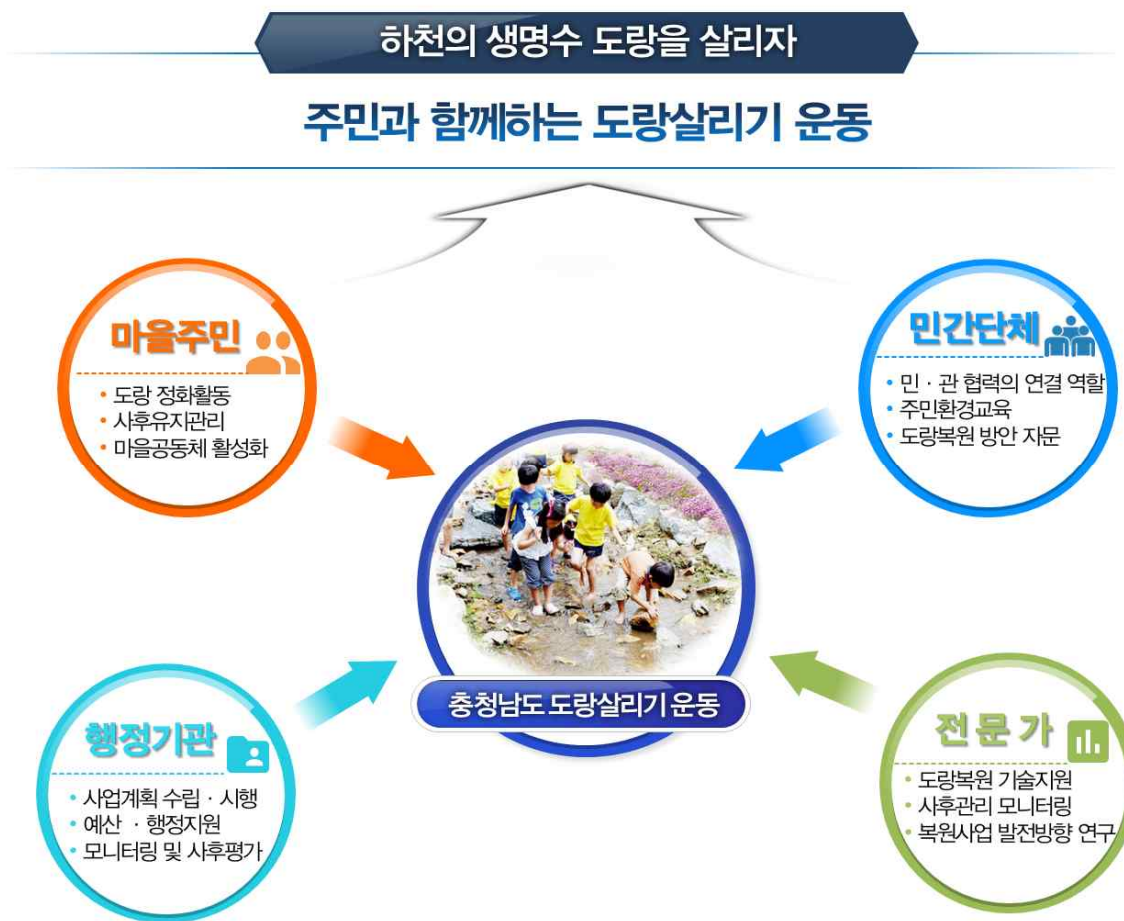 하천의 생명수 도랑을 살리자
주민과 함께하는 도랑살리기 운동
마을주민
• 도랑 정화활동
• 사후유지관리
• 마을공동체 활성화
민간단체
• 민 · 관 협력의 연결 역할
• 주민환경교육
• 도랑복원 방안 자문
충청남도 도랑살리기 운동
행정기관
• 사업계획 수립 · 시행
• 예산 · 행정지원
• 모니터링 및 사후평가
전 문 가
• 도랑복원 기술지원
• 사후관리 모니터링
• 복원사업 발전방향 연구